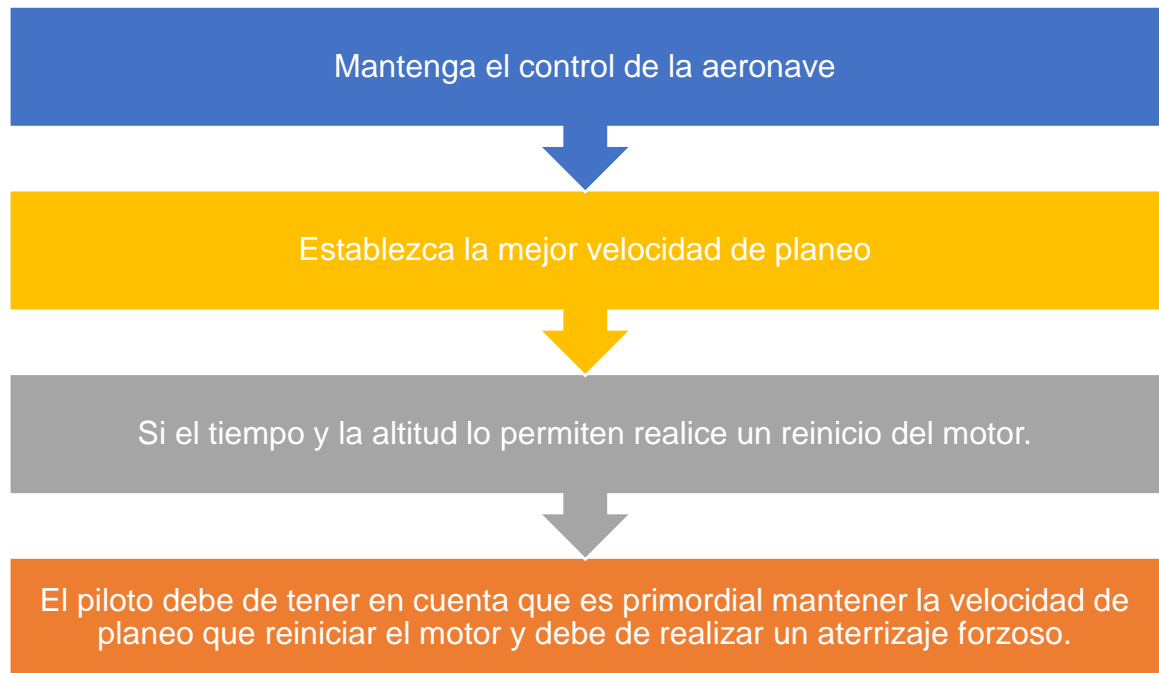 Mantenga el control de la aeronave
Establezca la mejor velocidad de planeo
Si el tiempo y la altitud lo permiten realice un reinicio del motor.
El piloto debe de tener en cuenta que es primordial mantener la velocidad de
planeo que reiniciar el motor y debe de realizar un aterrizaje forzoso.